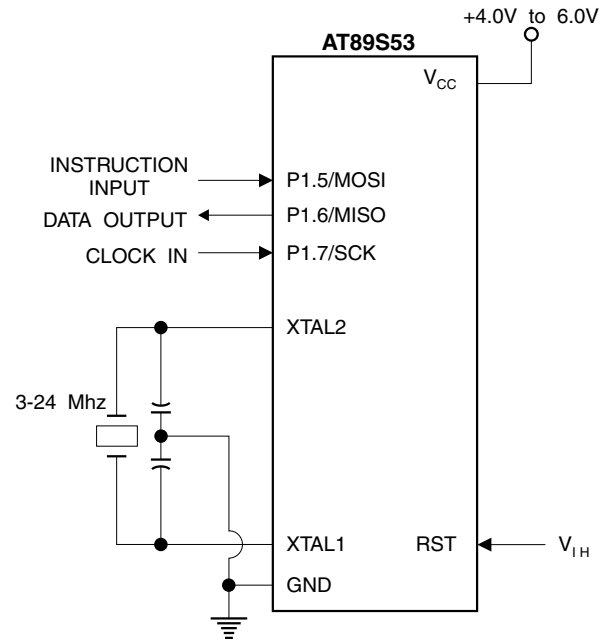 +4.0V to 6.0V
AT89S53
VCC
INSTRUCTION
INPUT
P1.5/MOSI
DATA OUTPUT
P1.6/MISO
CLOCK IN
P1.7/SCK
XTAL2
3-24 Mhz
XTAL1
RST
VIH
GND